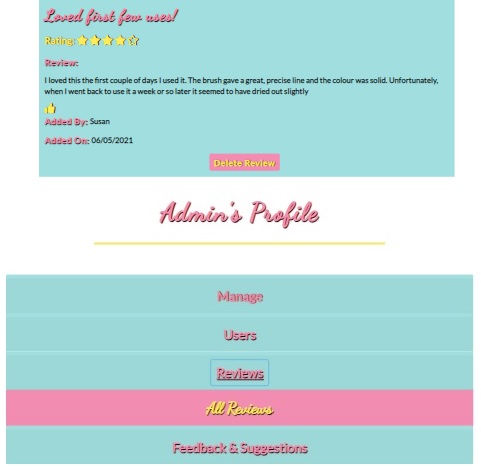 Loved first few uses!
Rating:
Review:
I loved this the first couple of days I used it. The brush gave a great, precise line and the colour was solid. Unfortunately,
when I went back to use it a week or so later it seemed to have dried out slightly
Added By: Susan
Added On: 06/05/2021
Delete Review
Admin's Profile
Manage
Users
Reviews
All Reviews
Feedback & Suggestions